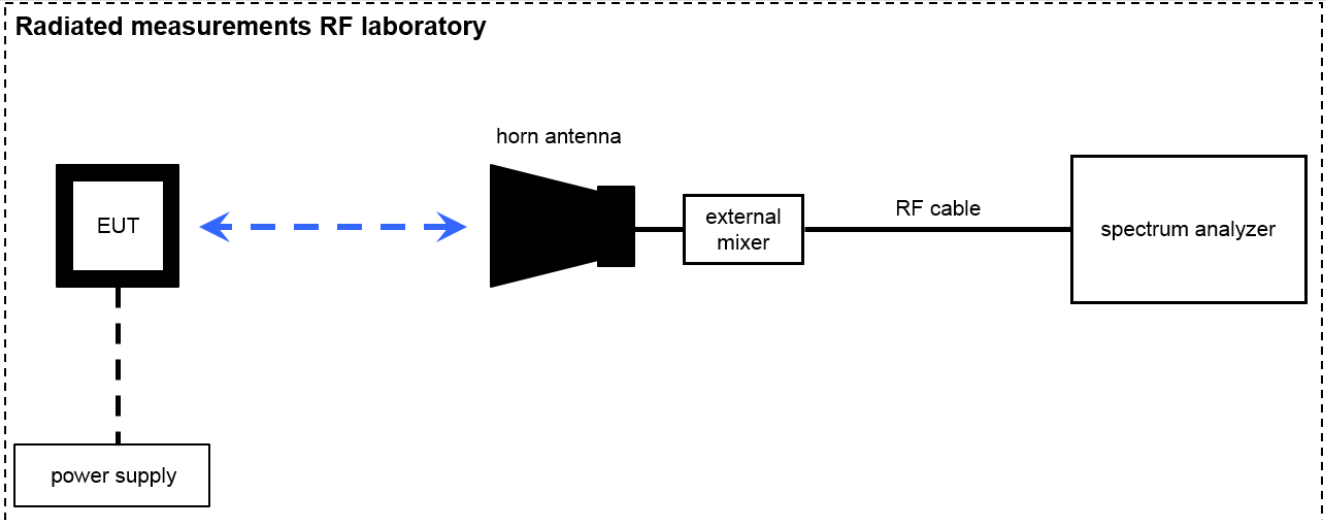 Radiated measurements RF laboratory
horn antenna
EUT
external
mixer
RF cable
spectrum analyzer
power supply